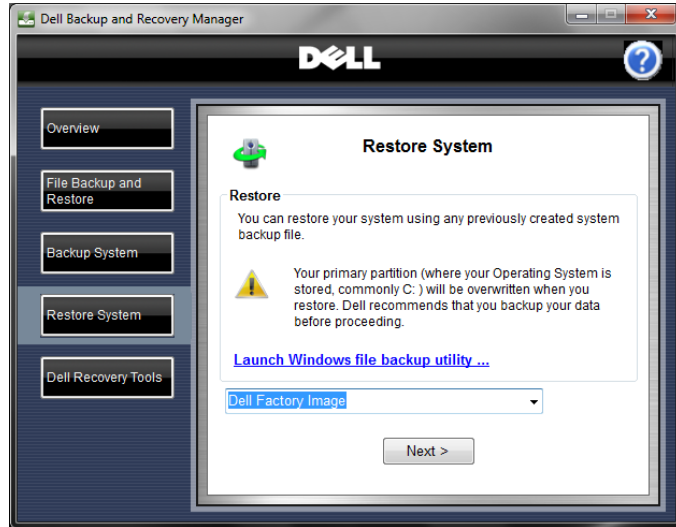 Dell Backup and Recovery Manager
DELL
?
Overview
File Backup and
Restore
Backup System
Restore System
Dell Recovery Tools
Restore System
Restore
You can restore your system using any previously created system
backup file.
Your primary partition (where your Operating System is
stored, commonly C: ) will be overwritten when you
restore. Dell recommends that you backup your data
before proceeding.
Launch Windows file backup utility ...
Dell Factory Image
Next >